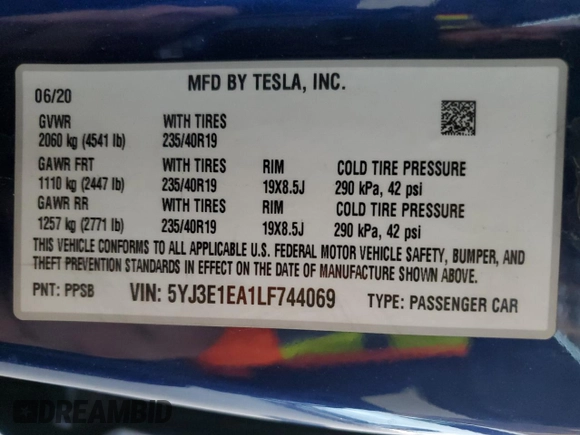 MFD BY TESLA, INC.
06/20
GVWR WITH TIRES
2060 kg (4541 lb) 235/40R19
GAWR FRT WITH TIRES RIM COLD TIRE PRESSURE
1110 kg (2447 lb) 235/40R19 19X8.5J 290 kPa, 42 psi
GAWR RR WITH TIRES RIM COLD TIRE PRESSURE
1257 kg (2771 lb) 235/40R19 19X8.5J 290 kPa, 42 psi
THIS VEHICLE CONFORMS TO ALL APPLICABLE U.S. FEDERAL MOTOR VEHICLE SAFETY, BUMPER, AND
THEFT PREVENTION STANDARDS IN EFFECT ON THE DATE OF MANUFACTURE SHOWN ABOVE.
PNT: PPSB VIN: 5YJ3E1EA1LF744069 TYPE: PASSENGER CAR
DREAMBID